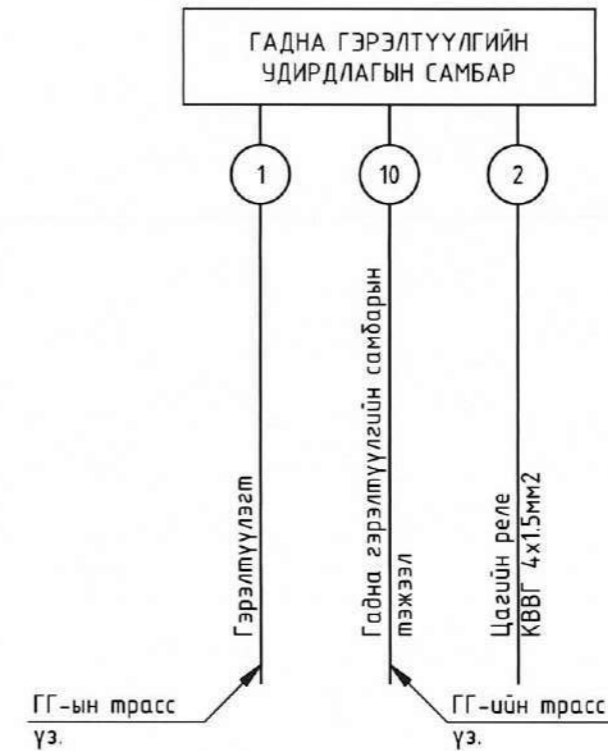 ГАДНА ГЭРЭЛТҮҮЛГИЙН
УДИРДЛАГЫН САМБАР
1
10
2
Гэрэлтүүлэгт
Гадна гэрэлтүүлгийн самбарын
тэжээл
Цагийн реле
КВВГ 4x1.5мм2
ГГ-ын трасс
үз.
ГГ-ийн трасс
үз.